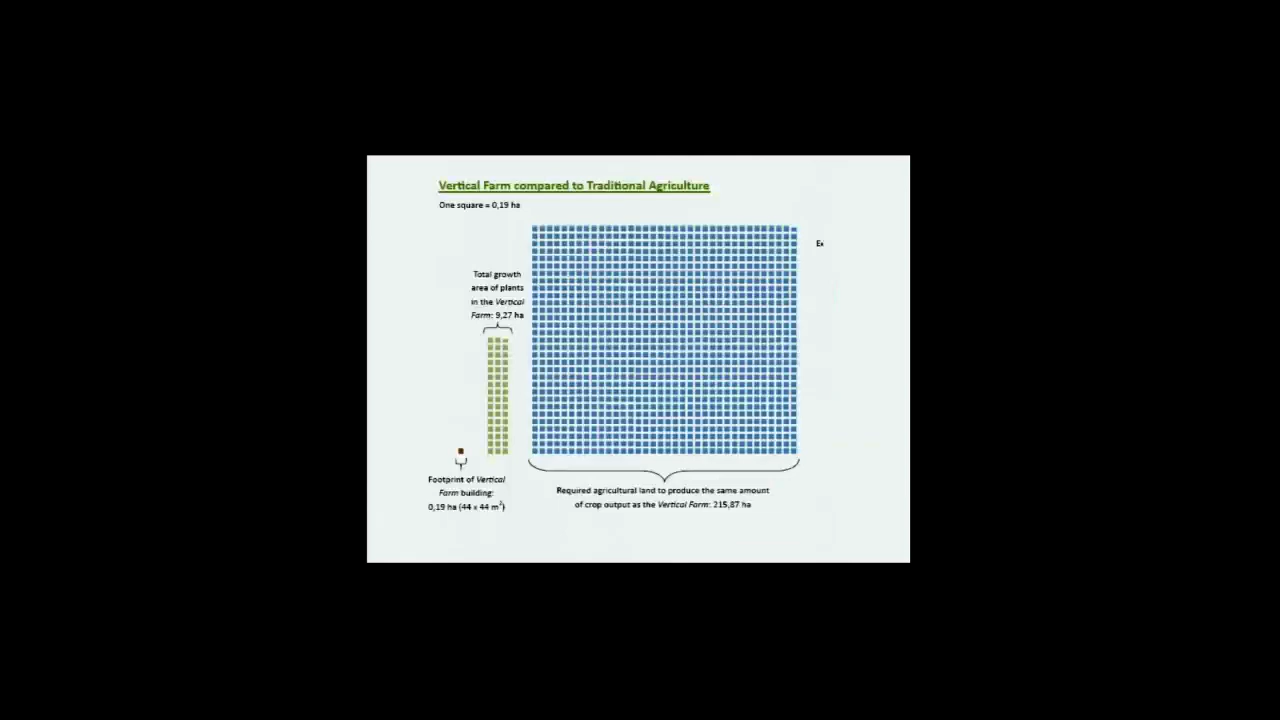 Vertical Farm compared to Traditional Agriculture
One square = 0,19 ha
Ex
Total growth
area of plants
in the Vertical
Farm: 9,27 ha
Footprint of Vertical
Farm building:
0,19 ha (44 x 44 m²)
Required agricultural land to produce the same amount
of crop output as the Vertical Farm: 215,87 ha